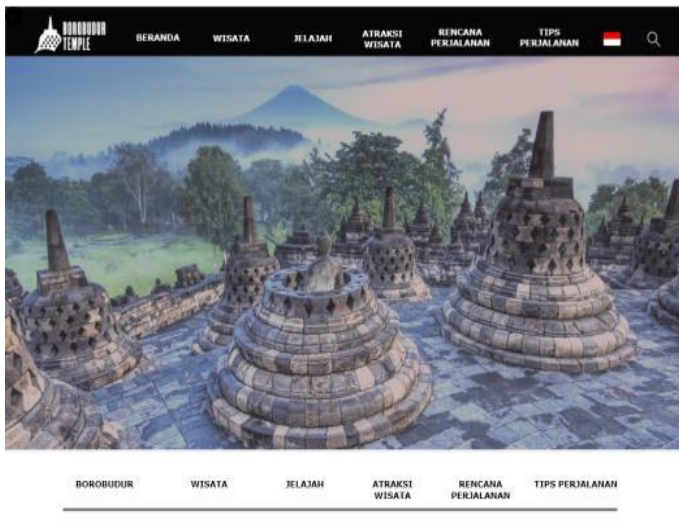 BOROBUDUR
TEMPLE
BERANDA
WISATA
JELAJAH
ATRAKSI
WISATA
RENCANA
PERJALANAN
TIPS
PERJALANAN
BOROBUDUR
WISATA
JELAJAH
ATRAKSI
WISATA
RENCANA
PERJALANAN
TIPS PERJALANAN